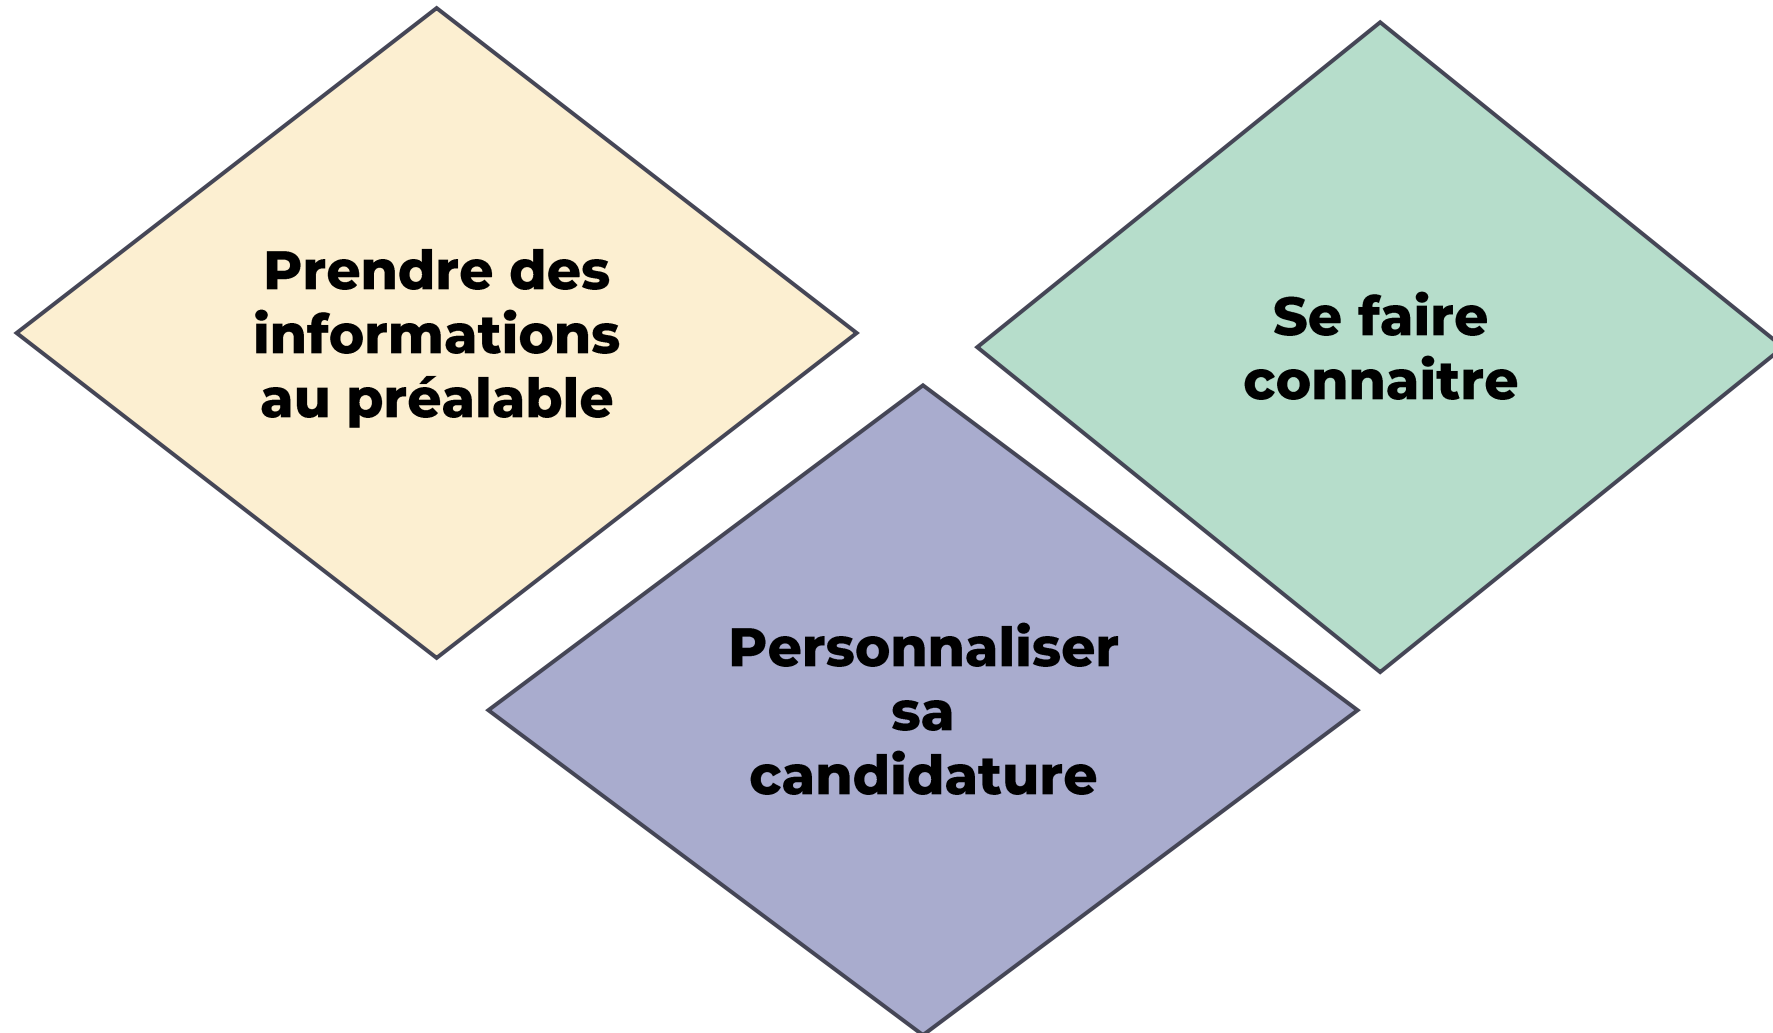 Prendre des
informations
au préalable
Personnaliser
sa
candidature
Se faire
connaitre